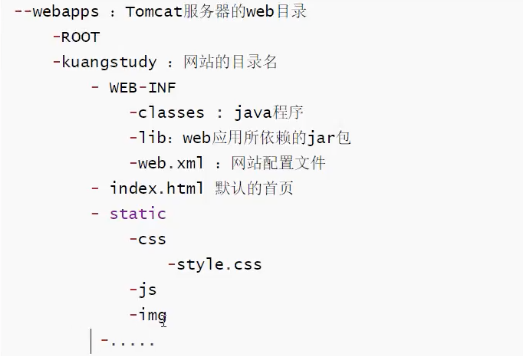 --webapps ：Tomcat服务器的web目录
-ROOT
-kuangstudy ：网站的目录名
- WEB-INF
-classes : java程序
-lib：web应用所依赖的jar包
-web.xml ：网站配置文件
- index.html 默认的首页
- static
-css
-style.css
-js
-img
-.....